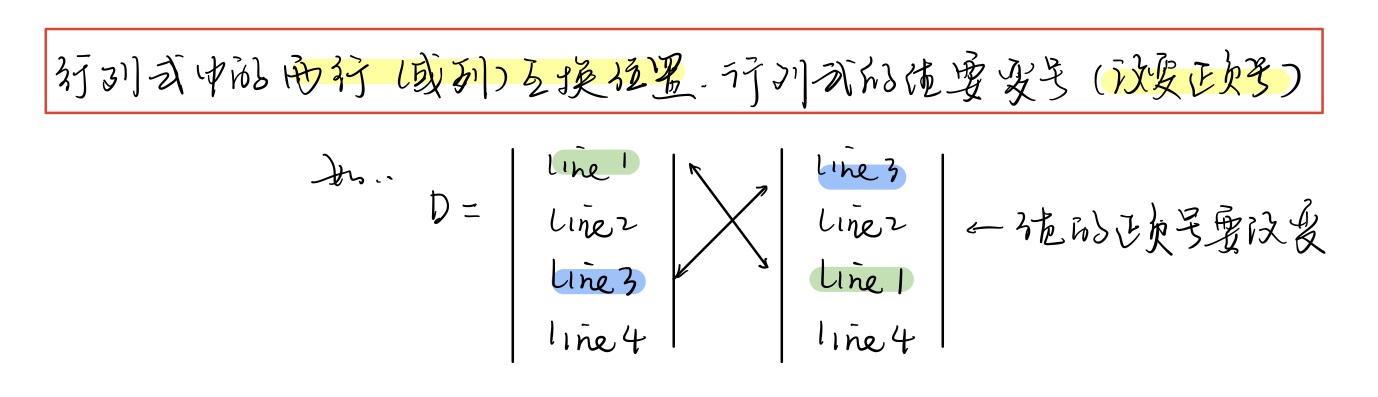 行列式中的两行（或列）互换位置．行列式的值要变号（改变正负号）
如..
D =
line 1
line 2
line 3
line 4
line 3
line 2
line 1
line 4
← 值的正负号要改变